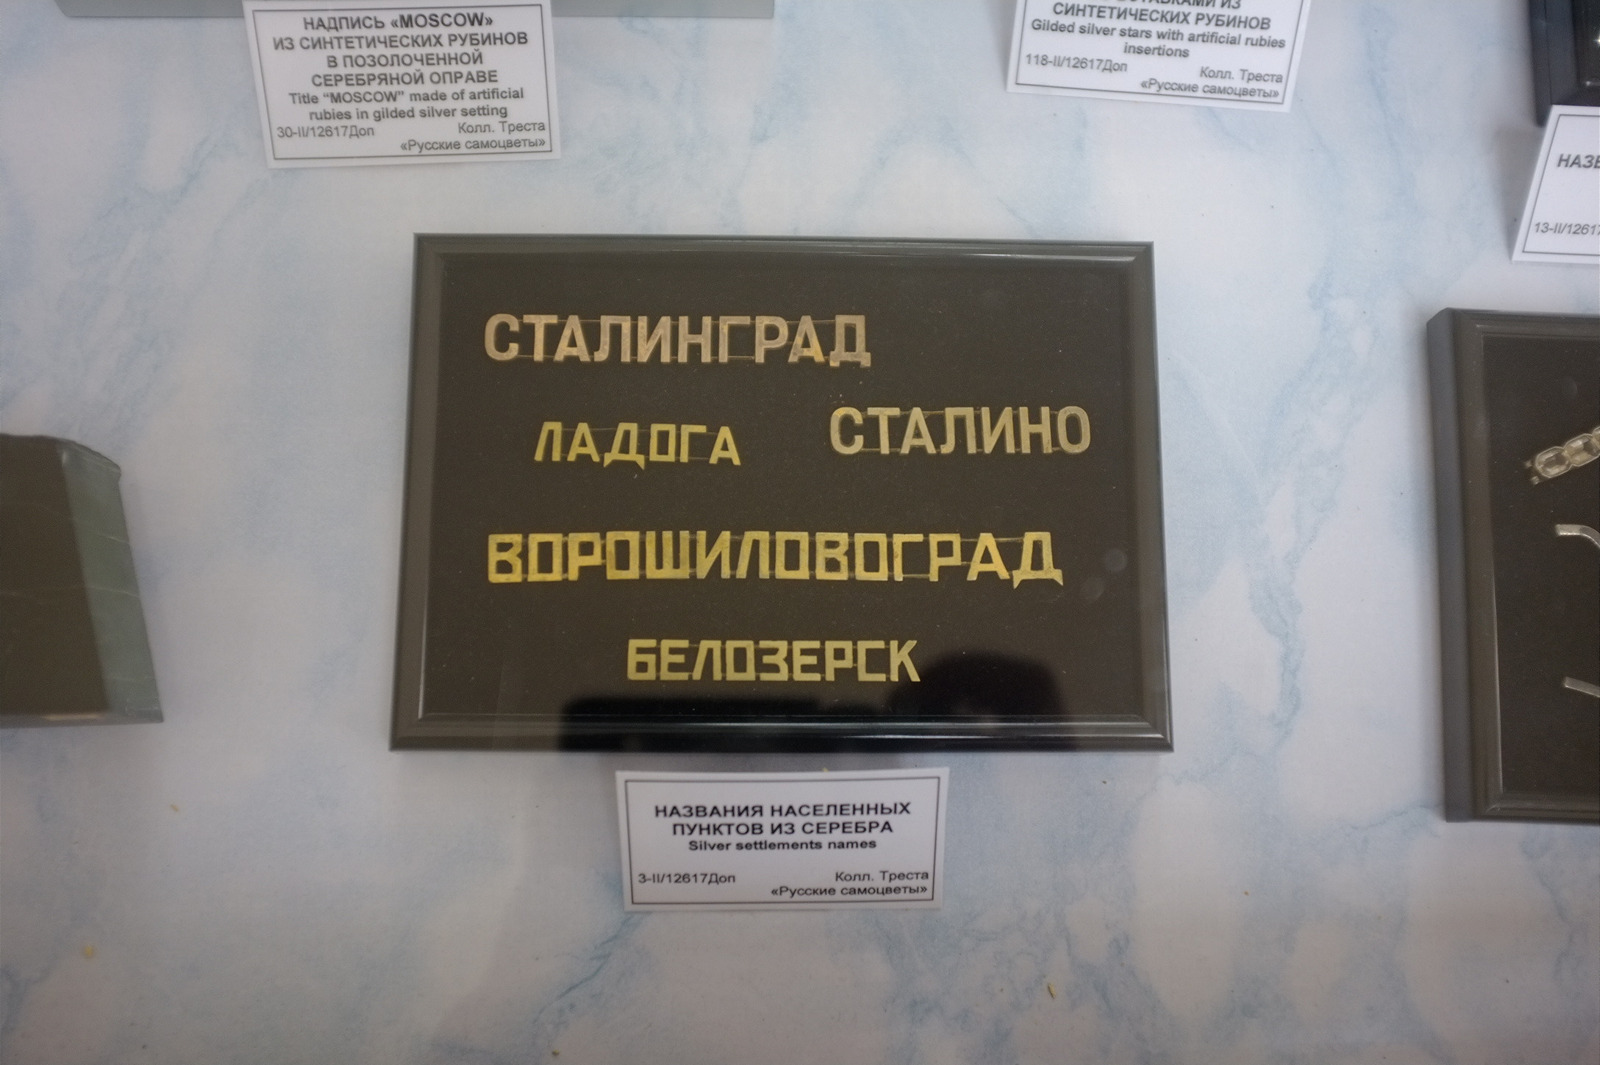 НАДПИСЬ «MOSCOW»
ИЗ СИНТЕТИЧЕСКИХ РУБИНОВ
В ПОЗОЛОЧЕННОЙ
СЕРЕБРЯНОЙ ОПРАВЕ
Title “MOSCOW” made of artificial
rubies in gilded silver setting
30-II/12617Доп Колл. Треста
«Русские самоцветы»
ИЗ
СИНТЕТИЧЕСКИХ РУБИНОВ
Gilded silver stars with artificial rubies
insertions
118-II/12617Доп Колл. Треста
«Русские самоцветы»
СТАЛИНГРАД
СТАЛИНО
ЛАДОГА
ВОРОШИЛОВОГРАД
БЕЛОЗЕРСК
НАЗВАНИЯ НАСЕЛЕННЫХ
ПУНКТОВ ИЗ СЕРЕБРА
Silver settlements names
3-II/12617Доп Колл. Треста
«Русские самоцветы»